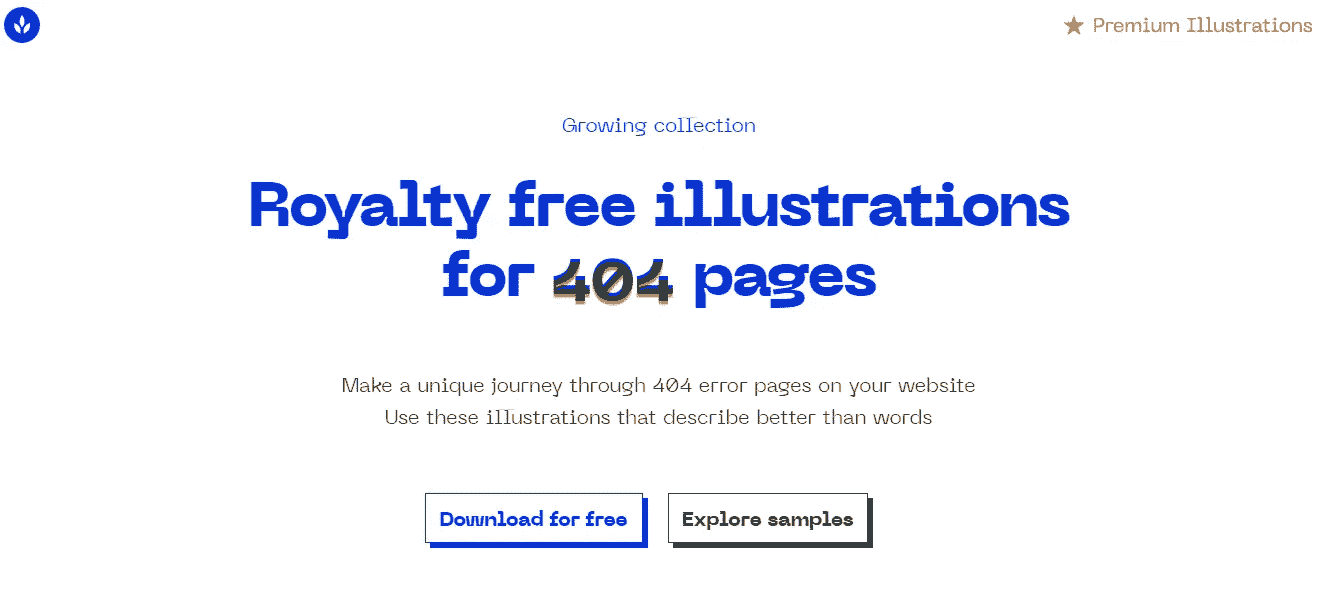 Premium Illustrations
Growing collection
Royalty free illustrations
for 404 pages
Make a unique journey through 404 error pages on your website
Use these illustrations that describe better than words
Download for free
Explore samples